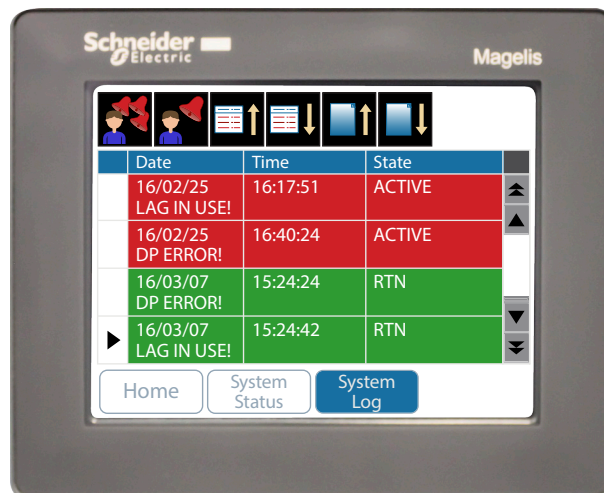 Schneider
Electric
Magelis
Date Time State
16/02/25 16:17:51 ACTIVE
LAG IN USE!
16/02/25 16:40:24 ACTIVE
DP ERROR!
16/03/07 15:24:24 RTN
DP ERROR!
16/03/07 15:24:42 RTN
LAG IN USE!
Home
System
Status
System
Log